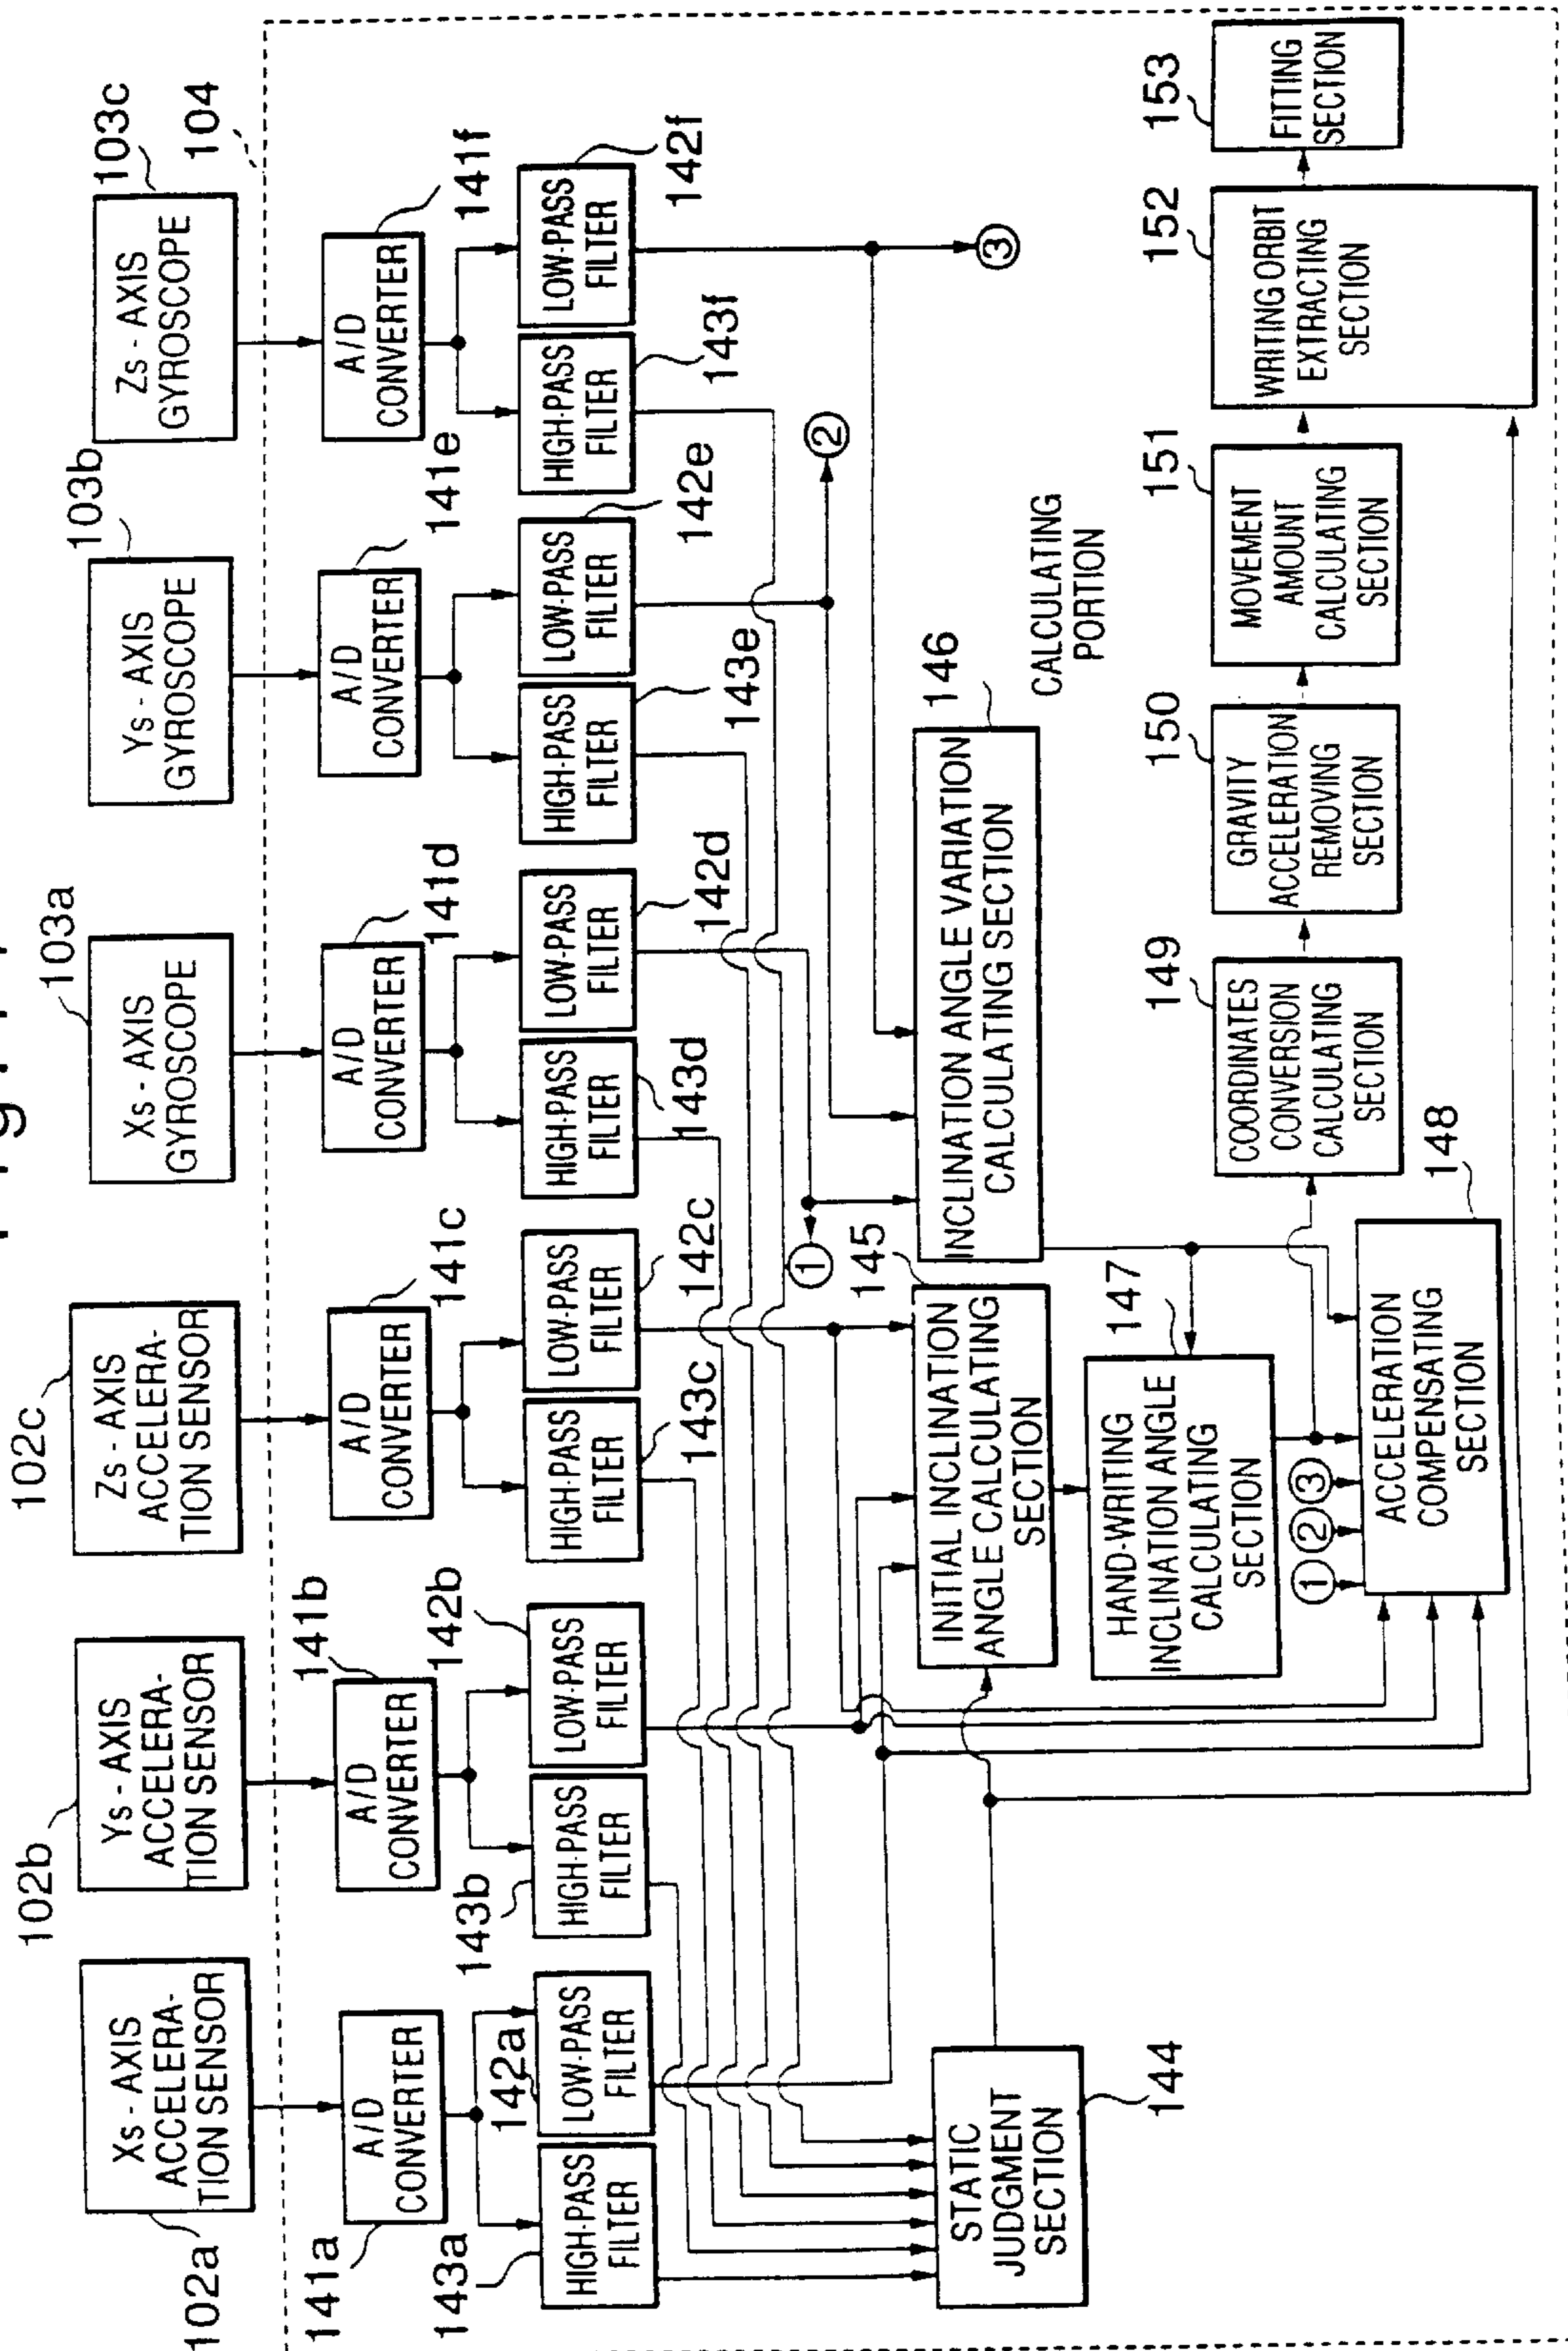 102a
Xs - AXIS
ACCELERA-
TION SENSOR
102b
Ys - AXIS
ACCELERA-
TION SENSOR
102c
Zs - AXIS
ACCELERA-
TION SENSOR
103a
Xs - AXIS
GYROSCOPE
103b
Ys - AXIS
GYROSCOPE
103c
Zs - AXIS
GYROSCOPE
104
141a
A/D
CONVERTER
141b
A/D
CONVERTER
141c
A/D
CONVERTER
141d
A/D
CONVERTER
141e
A/D
CONVERTER
141f
A/D
CONVERTER
143a
HIGH-PASS
FILTER
142a
LOW-PASS
FILTER
143b
HIGH-PASS
FILTER
142b
LOW-PASS
FILTER
143c
HIGH-PASS
FILTER
142c
LOW-PASS
FILTER
143d
HIGH-PASS
FILTER
142d
LOW-PASS
FILTER
143e
HIGH-PASS
FILTER
142e
LOW-PASS
FILTER
143f
HIGH-PASS
FILTER
142f
LOW-PASS
FILTER
①
②
③
STATIC
JUDGMENT
SECTION
144
145
INITIAL INCLINATION
ANGLE CALCULATING
SECTION
146
INCLINATION ANGLE VARIATION
CALCULATING SECTION
CALCULATING
PORTION
147
HAND-WRITING
INCLINATION ANGLE
CALCULATING
SECTION
①
②
③
148
ACCELERATION
COMPENSATING
SECTION
149
COORDINATES
CONVERSION
CALCULATING
SECTION
150
GRAVITY
ACCELERATION
REMOVING
SECTION
151
MOVEMENT
AMOUNT
CALCULATING
SECTION
152
WRITING ORBIT
EXTRACTING
SECTION
153
FITTING
SECTION